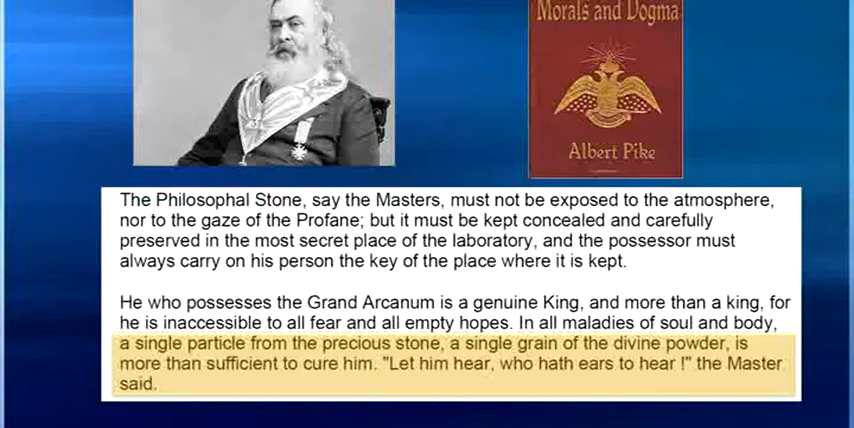 Morals and Dogma
Albert Pike
The Philosophal Stone, say the Masters, must not be exposed to the atmosphere,
nor to the gaze of the Profane; but it must be kept concealed and carefully
preserved in the most secret place of the laboratory, and the possessor must
always carry on his person the key of the place where it is kept.
He who possesses the Grand Arcanum is a genuine King, and more than a king, for
he is inaccessible to all fear and all empty hopes. In all maladies of soul and body,
a single particle from the precious stone, a single grain of the divine powder, is
more than sufficient to cure him. "Let him hear, who hath ears to hear !" the Master
said.